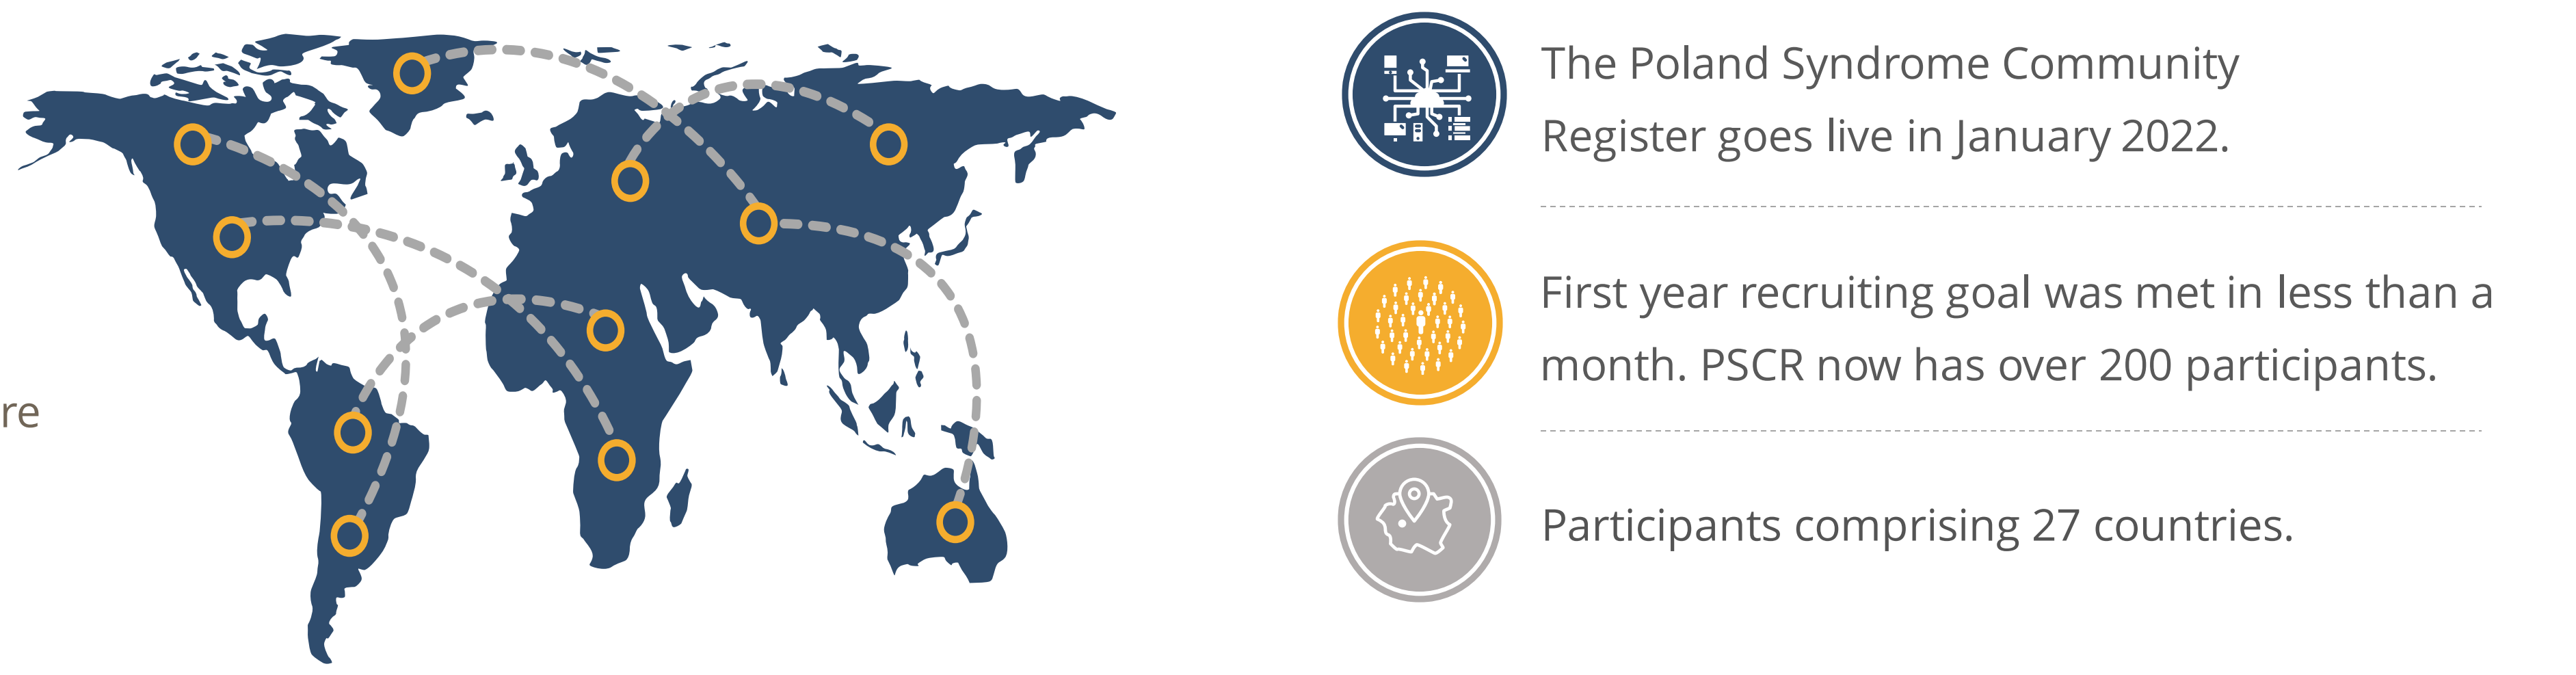 re
The Poland Syndrome Community
Register goes live in January 2022.
First year recruiting goal was met in less than a
month. PSCR now has over 200 participants.
Participants comprising 27 countries.